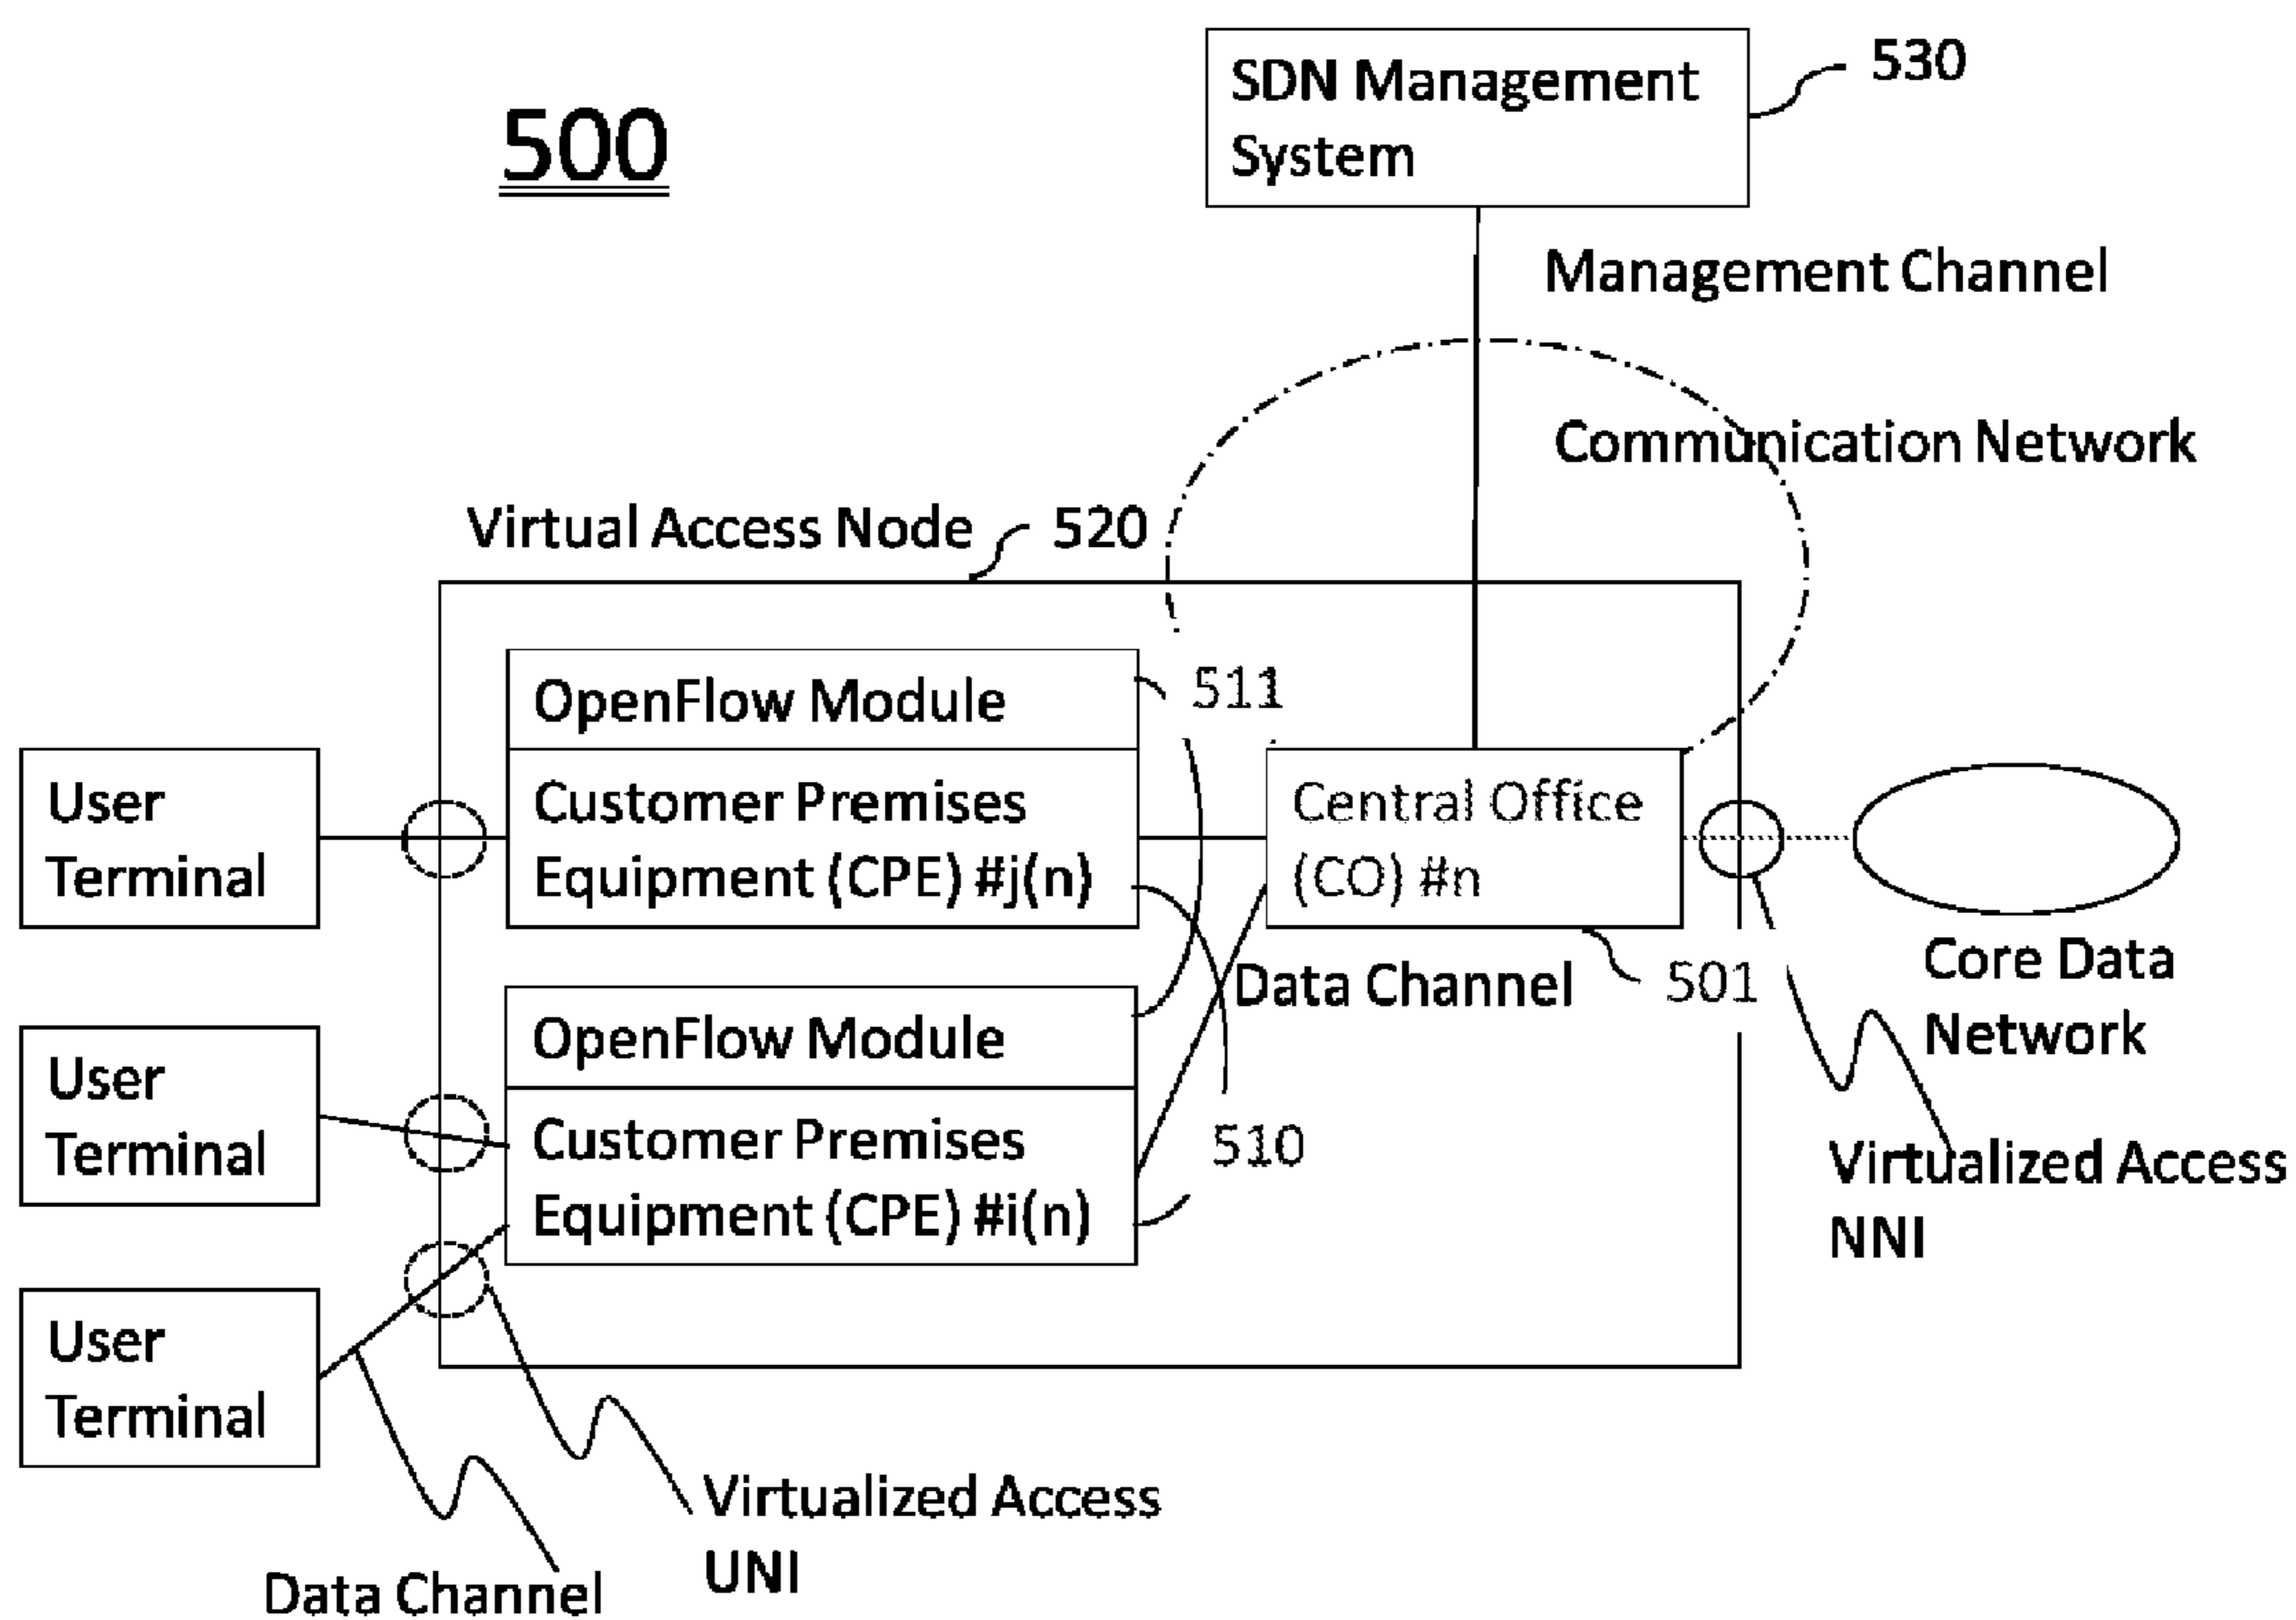 500
SDN Management
System
530
Management Channel
Communication Network
Virtual Access Node
520
OpenFlow Module
511
User
Terminal
Customer Premises
Equipment (CPE) #j(n)
Central Office
(CO) #n
Data Channel
501
Core Data
Network
OpenFlow Module
User
Terminal
Customer Premises
Equipment (CPE) #i(n)
510
Virtualized Access
NNI
User
Terminal
Virtualized Access
UNI
Data Channel